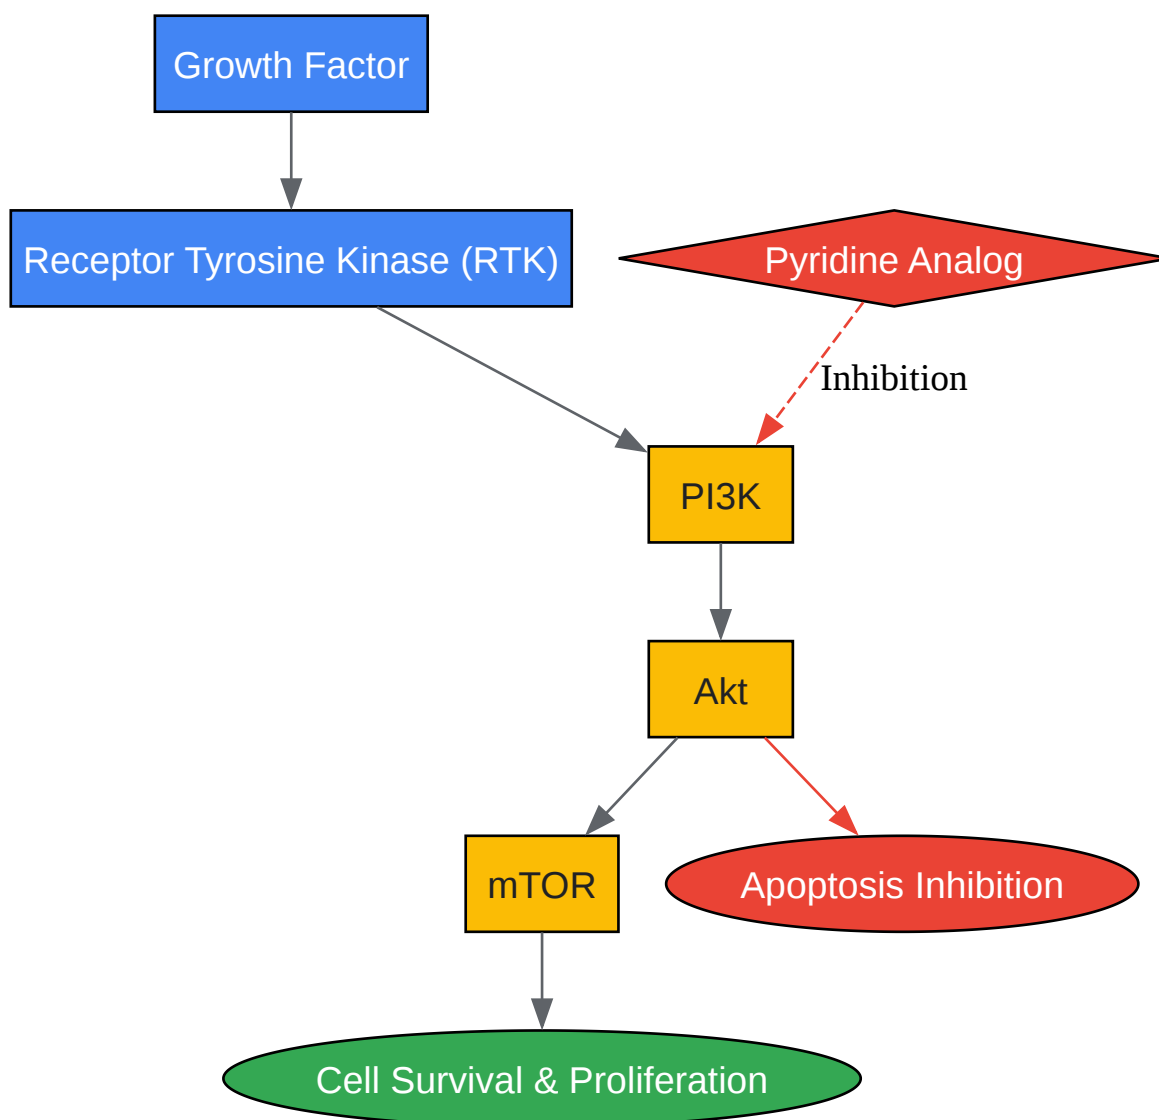 Growth Factor
Receptor Tyrosine Kinase (RTK)
Pyridine Analog
Inhibition
PI3K
Akt
mTOR
Apoptosis Inhibition
Cell Survival & Proliferation